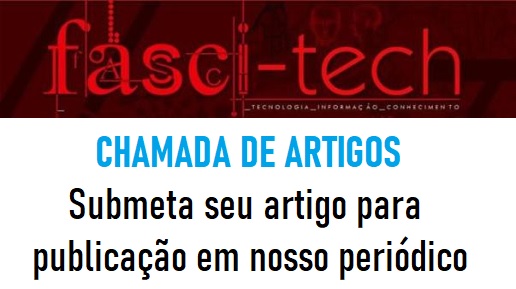 fasci-tech
_TECNOLOGIA_INFORMAÇÃO_CONHECIMENTO
CHAMADA DE ARTIGOS
Submeta seu artigo para
publicação em nosso periódico